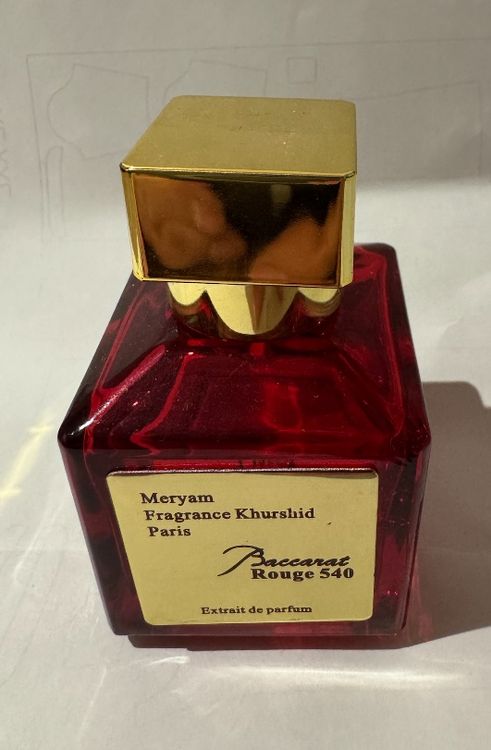 Meryam
Fragrance Khurshid
Paris
Baccarat
Rouge 540
Extrait de parfum